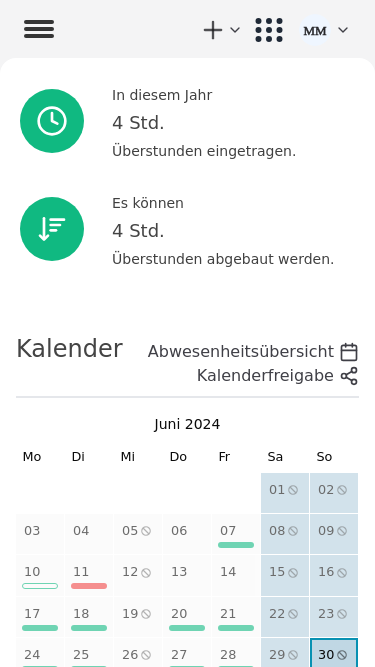 MM
In diesem Jahr
4 Std.
Überstunden eingetragen.
Es können
4 Std.
Überstunden abgebaut werden.
Kalender
Abwesenheitsübersicht
Kalenderfreigabe
Juni 2024
Mo Di Mi Do Fr Sa So
01 02
03 04 05 06 07 08 09
10 11 12 13 14 15 16
17 18 19 20 21 22 23
24 25 26 27 28 29 30